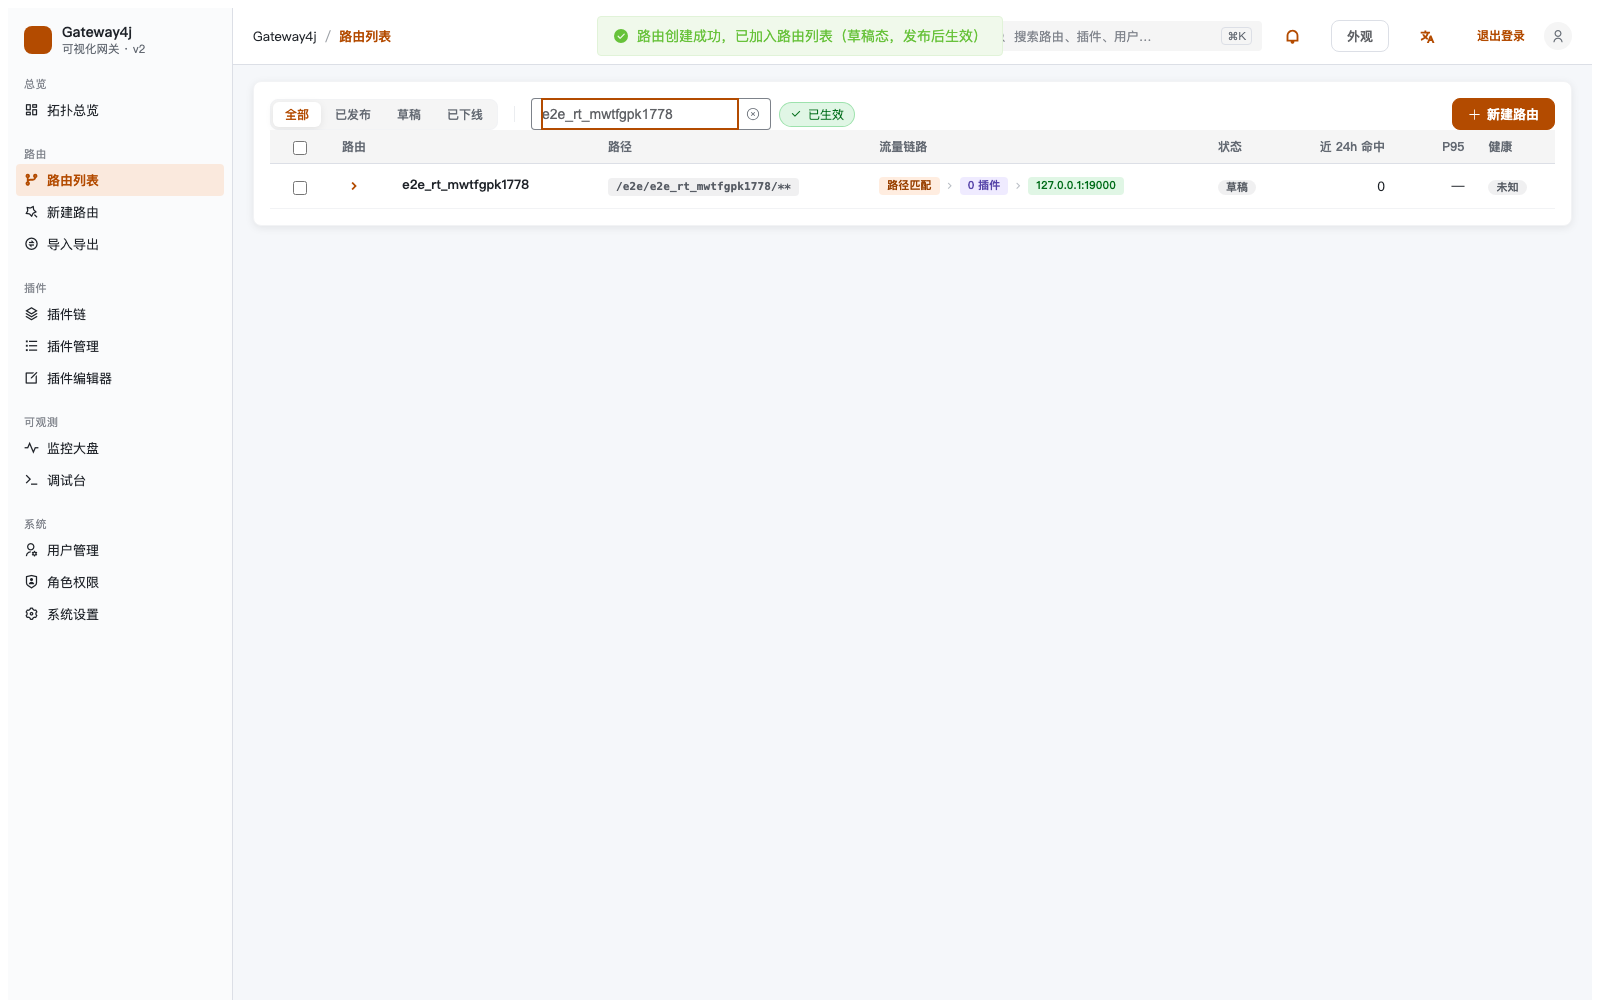 Gateway4j
可视化网关 · v2
总览
拓扑总览
路由
路由列表
新建路由
导入导出
插件
插件链
插件管理
插件编辑器
可观测
监控大盘
调试台
系统
用户管理
角色权限
系统设置
Gateway4j / 路由列表
路由创建成功，已加入路由列表（草稿态，发布后生效）
搜索路由、插件、用户… ⌘K
外观
退出登录
全部 已发布 草稿 已下线
e2e_rt_mwtfgpk1778
已生效
新建路由
路由 路径 流量链路 状态 近 24h 命中 P95 健康
e2e_rt_mwtfgpk1778 /e2e/e2e_rt_mwtfgpk1778/** 路径匹配 › 0 插件 › 127.0.0.1:19000 草稿 0 — 未知